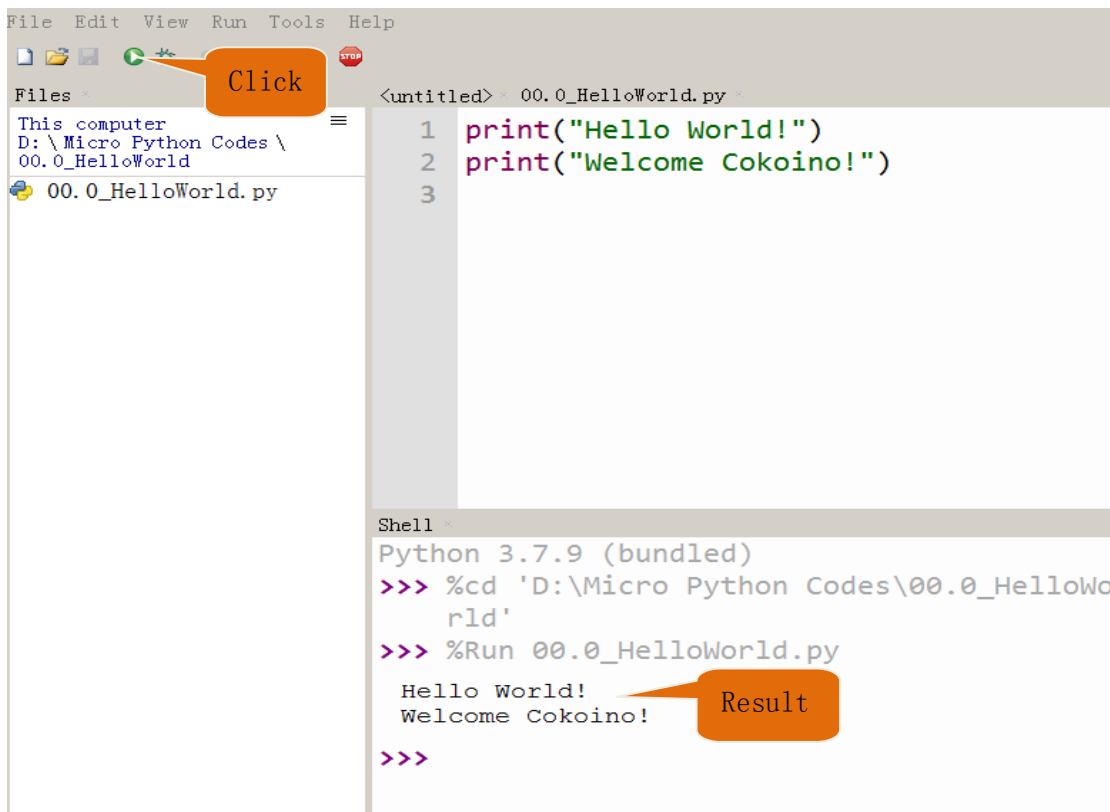 File Edit View Run Tools Help
STOP
Click
Files
<untitled> 00.0_HelloWorld.py
This computer
D: \ Micro Python Codes \
00.0_HelloWorld
00.0_HelloWorld.py
1 print("Hello World!")
2 print("Welcome Cokoino!")
3
Shell
Python 3.7.9 (bundled)
>>> %cd 'D:\Micro Python Codes\00.0_HelloWo
rld'
>>> %Run 00.0_HelloWorld.py
Hello World!
Welcome Cokoino!
Result
>>>